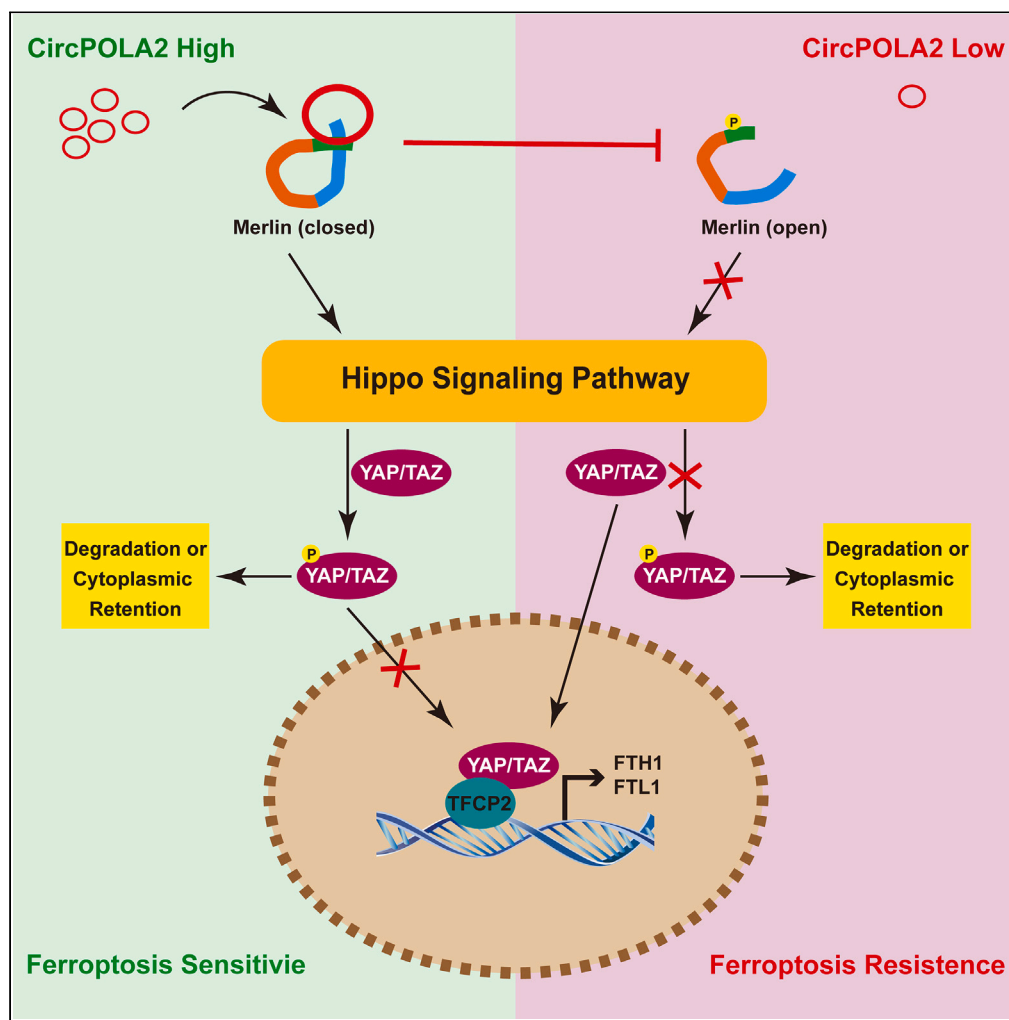 CircPOLA2 High
CircPOLA2 Low
P
Merlin (closed)
Merlin (open)
Hippo Signaling Pathway
YAP/TAZ
YAP/TAZ
Degradation or
Cytoplasmic
Retention
P
YAP/TAZ
P
YAP/TAZ
Degradation or
Cytoplasmic
Retention
YAP/TAZ
TFCP2
FTH1
FTL1
Ferroptosis Sensitivie
Ferroptosis Resistence